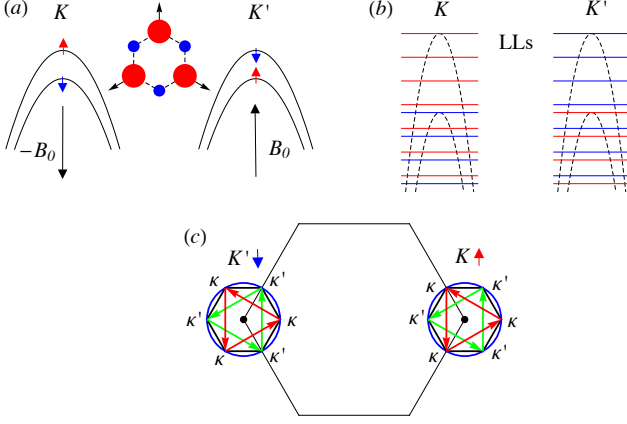 (a) K K'
−B₀ B₀
(b) K LLs K'
(c)
K' K
κ κ' κ κ'
κ' κ κ' κ
κ κ' κ κ'